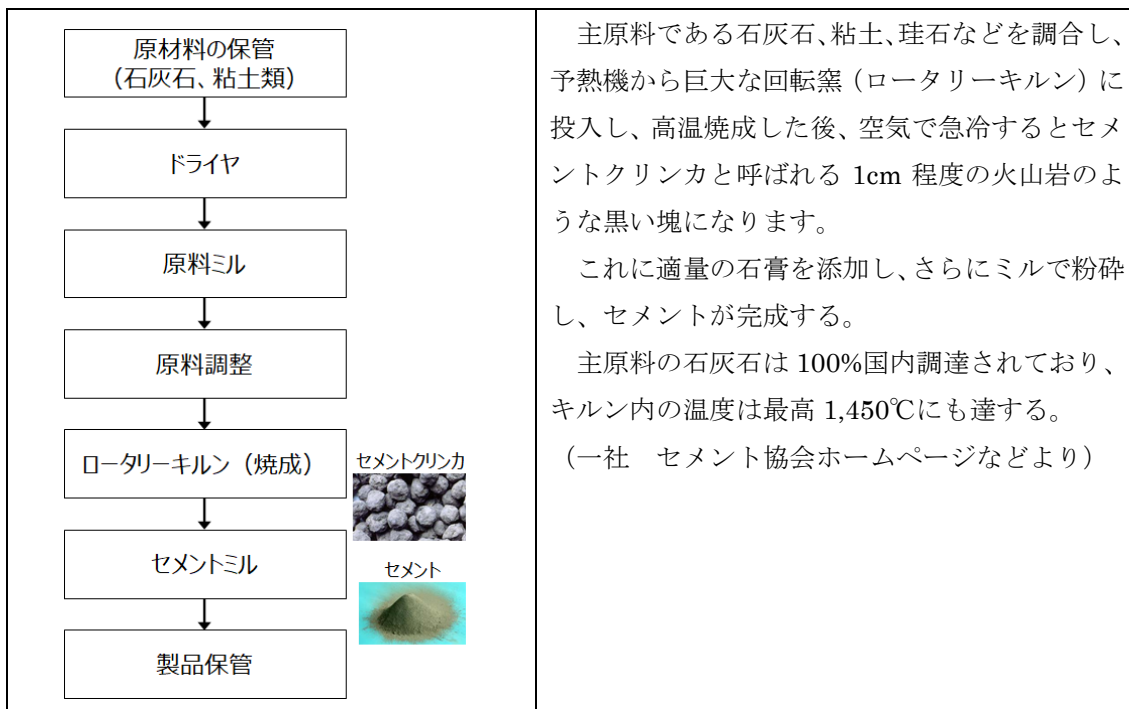 原材料の保管
(石灰石、粘土類)
ドライヤ
原料ミル
原料調整
ロータリーキルン（焼成）
セメントクリンカ
セメントミル
セメント
製品保管
主原料である石灰石、粘土、珪石などを調合し、
予熱機から巨大な回転窯（ロータリーキルン）に
投入し、高温焼成した後、空気で急冷するとセメ
ントクリンカと呼ばれる 1cm 程度の火山岩のよ
うな黒い塊になります。
これに適量の石膏を添加し、さらにミルで粉砕
し、セメントが完成する。
主原料の石灰石は 100%国内調達されており、
キルン内の温度は最高 1,450℃にも達する。
（一社　セメント協会ホームページなどより）